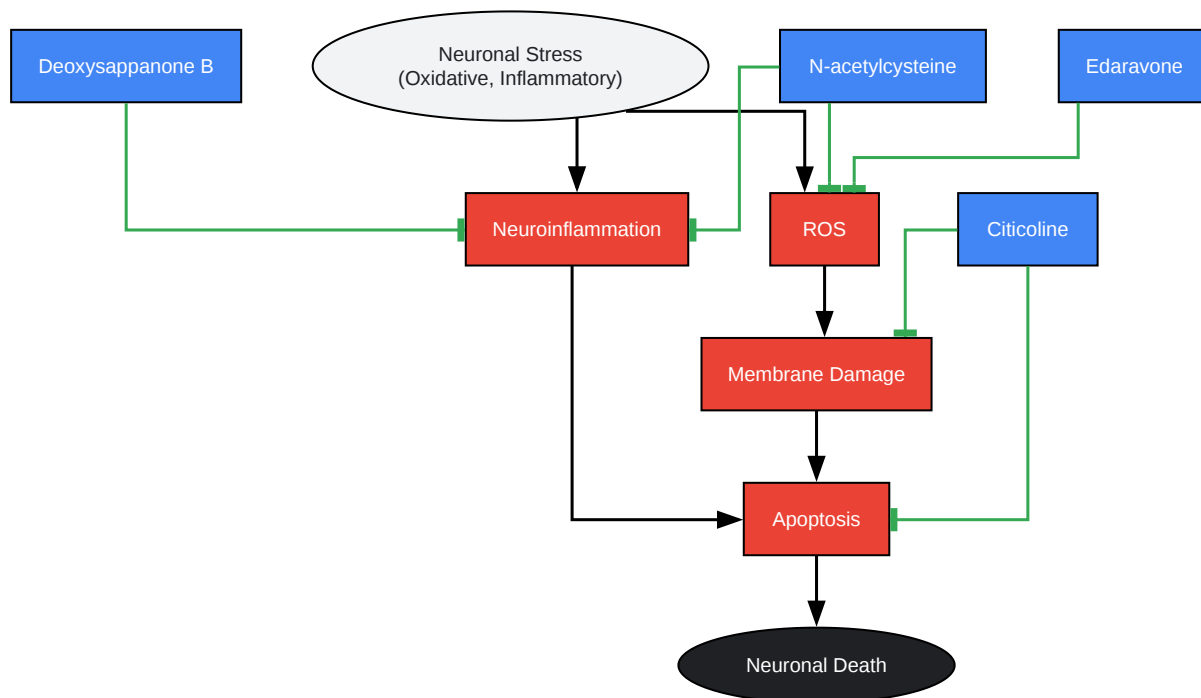 Deoxysappanone B
Neuronal Stress
(Oxidative, Inflammatory)
N-acetylcysteine
Edaravone
Neuroinflammation
ROS
Citicoline
Membrane Damage
Apoptosis
Neuronal Death